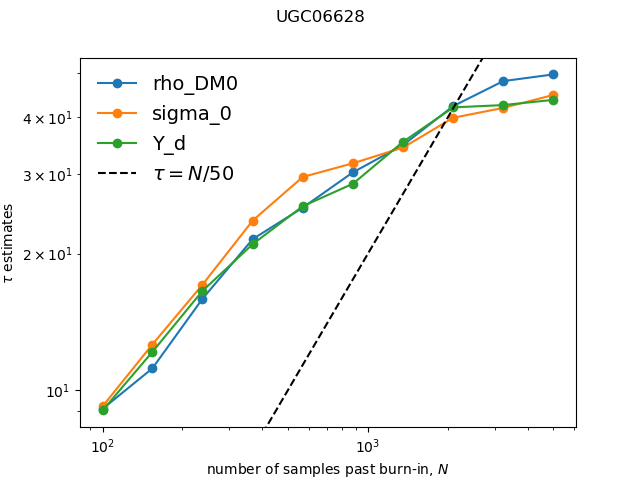 UGC06628
rho_DM0
sigma_0
Y_d
τ = N/50
4 × 10¹
3 × 10¹
2 × 10¹
10¹
τ estimates
10² 10³
number of samples past burn-in, N